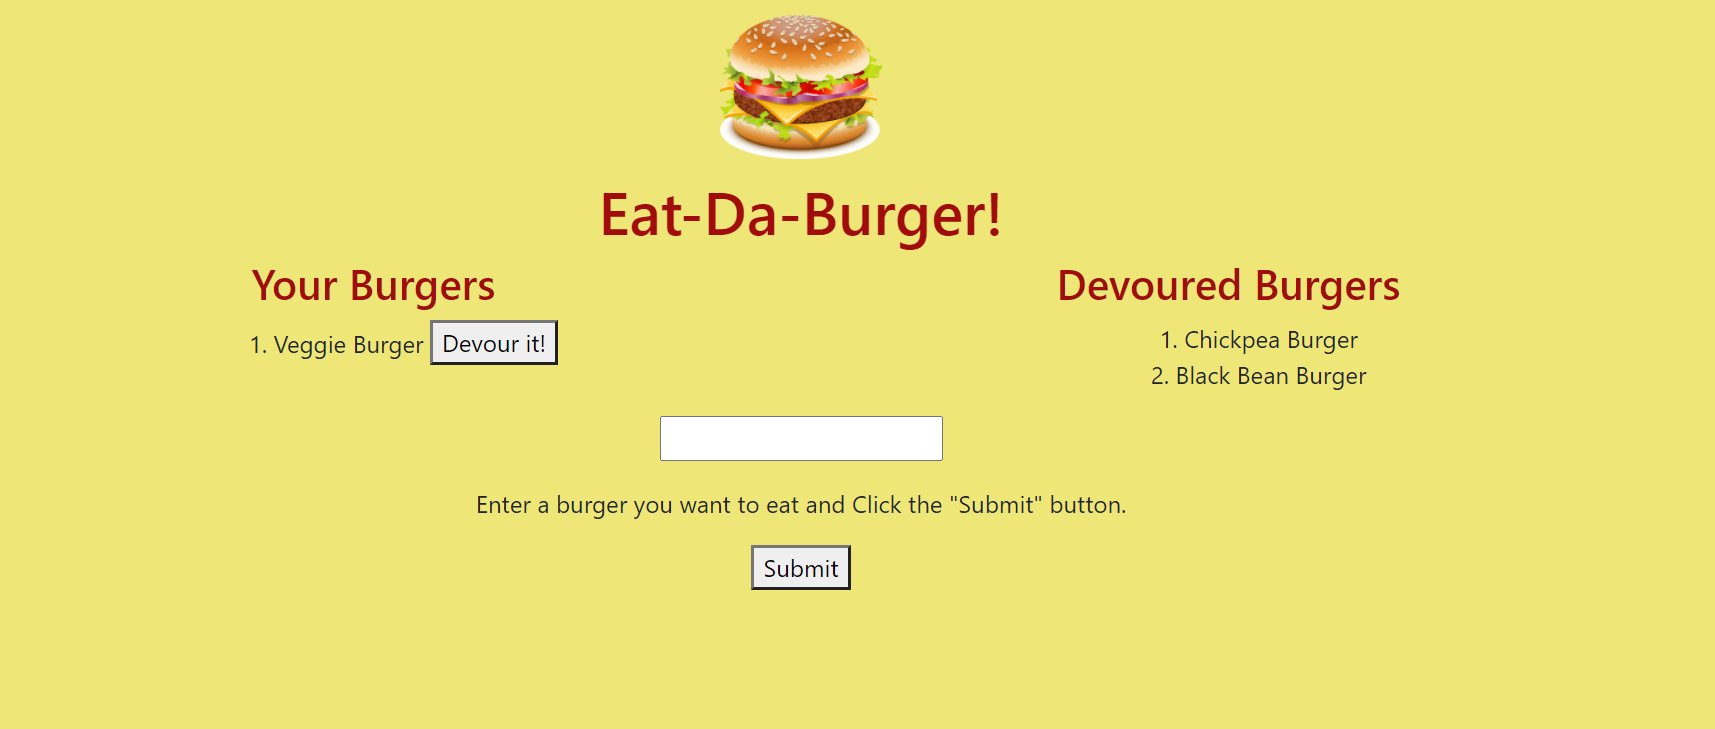 Eat-Da-Burger!
Your Burgers
1. Veggie Burger Devour it!
Devoured Burgers
1. Chickpea Burger
2. Black Bean Burger
Enter a burger you want to eat and Click the "Submit" button.
Submit